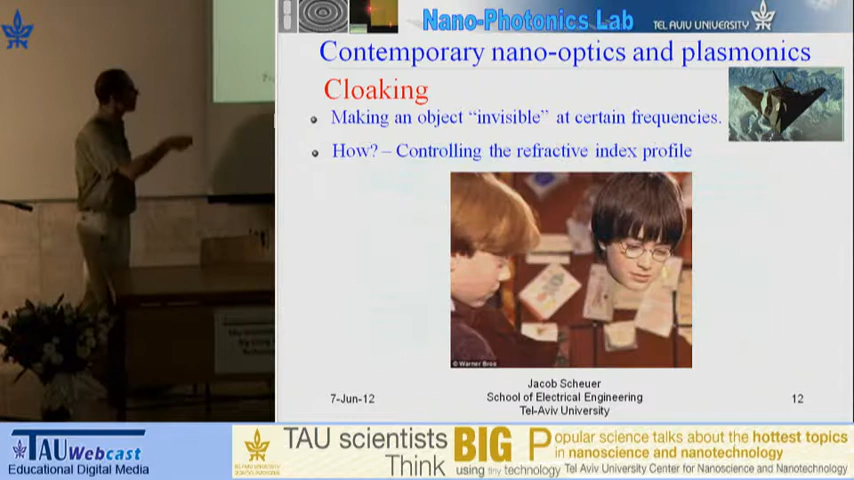 Nano-Photonics Lab
TEL AVIV UNIVERSITY
Contemporary nano-optics and plasmonics
Cloaking
Making an object “invisible” at certain frequencies.
How? – Controlling the refractive index profile
© Warner Bros
7-Jun-12
Jacob Scheuer
School of Electrical Engineering
Tel-Aviv University
12
TAU Webcast
Educational Digital Media
TAU scientists
Think
BIG
using tiny technology
Popular science talks about the hottest topics
in nanoscience and nanotechnology
Tel Aviv University Center for Nanoscience and Nanotechnology